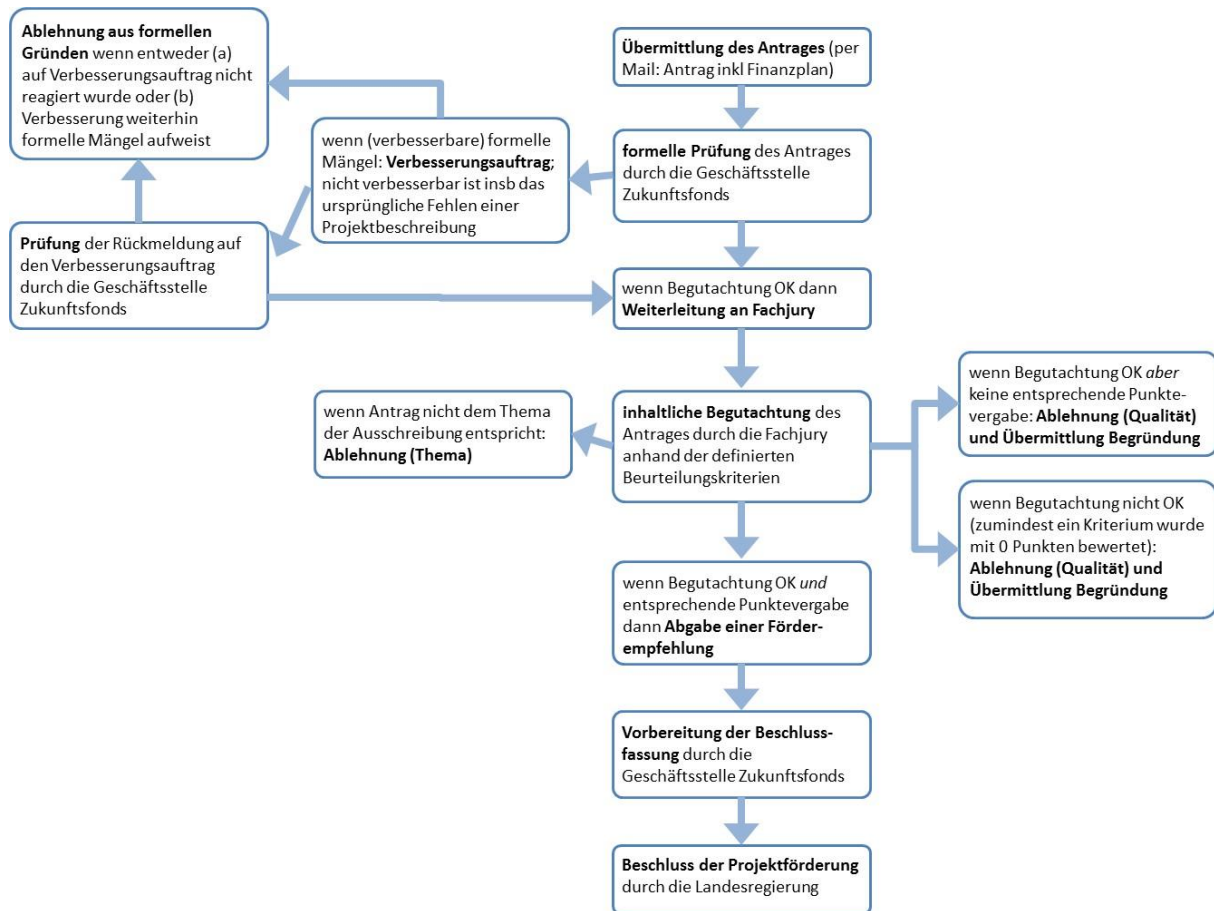 Ablehnung aus formellen
Gründen wenn entweder (a)
auf Verbesserungsauftrag nicht
reagiert wurde oder (b)
Verbesserung weiterhin
formelle Mängel aufweist
Übermittlung des Antrages (per
Mail: Antrag inkl Finanzplan)
wenn (verbesserbare) formelle
Mängel: Verbesserungsauftrag;
nicht verbesserbar ist insb das
ursprüngliche Fehlen einer
Projektbeschreibung
formelle Prüfung des Antrages
durch die Geschäftsstelle
Zukunftsfonds
Prüfung der Rückmeldung auf
den Verbesserungsauftrag
durch die Geschäftsstelle
Zukunftsfonds
wenn Begutachtung OK dann
Weiterleitung an Fachjury
wenn Antrag nicht dem Thema
der Ausschreibung entspricht:
Ablehnung (Thema)
inhaltliche Begutachtung des
Antrages durch die Fachjury
anhand der definierten
Beurteilungskriterien
wenn Begutachtung OK aber
keine entsprechende Punkte-
vergabe: Ablehnung (Qualität)
und Übermittlung Begründung
wenn Begutachtung nicht OK
(zumindest ein Kriterium wurde
mit 0 Punkten bewertet):
Ablehnung (Qualität) und
Übermittlung Begründung
wenn Begutachtung OK und
entsprechende Punktevergabe
dann Abgabe einer Förder-
empfehlung
Vorbereitung der Beschluss-
fassung durch die
Geschäftsstelle Zukunftsfonds
Beschluss der Projektförderung
durch die Landesregierung